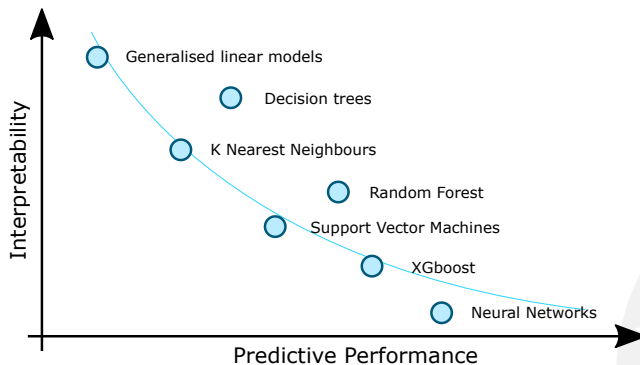 Generalised linear models
Decision trees
K Nearest Neighbours
Random Forest
Support Vector Machines
XGboost
Neural Networks
Interpretability
Predictive Performance